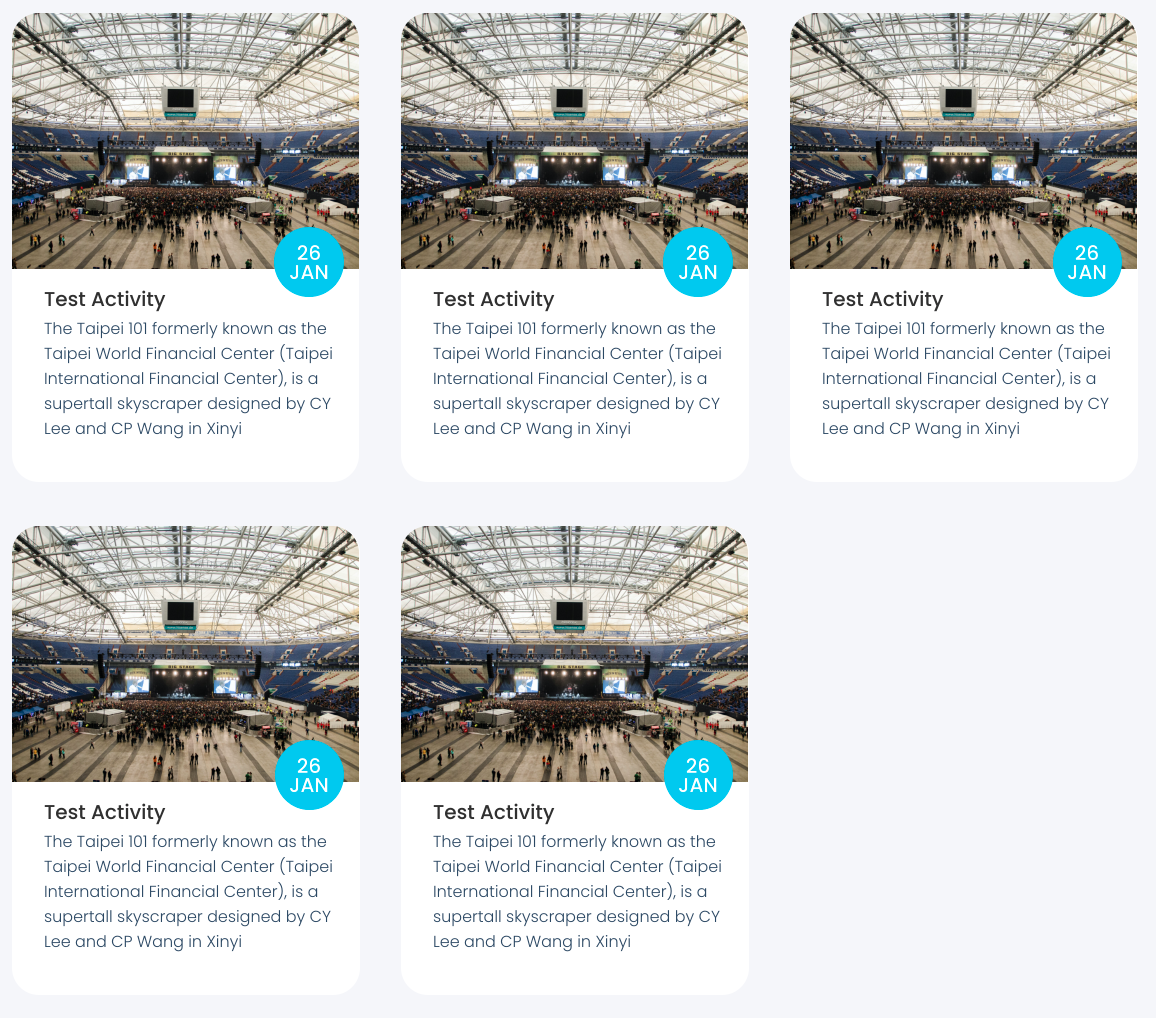 26
JAN
Test Activity
The Taipei 101 formerly known as the
Taipei World Financial Center (Taipei
International Financial Center), is a
supertall skyscraper designed by CY
Lee and CP Wang in Xinyi
26
JAN
Test Activity
The Taipei 101 formerly known as the
Taipei World Financial Center (Taipei
International Financial Center), is a
supertall skyscraper designed by CY
Lee and CP Wang in Xinyi
26
JAN
Test Activity
The Taipei 101 formerly known as the
Taipei World Financial Center (Taipei
International Financial Center), is a
supertall skyscraper designed by CY
Lee and CP Wang in Xinyi
26
JAN
Test Activity
The Taipei 101 formerly known as the
Taipei World Financial Center (Taipei
International Financial Center), is a
supertall skyscraper designed by CY
Lee and CP Wang in Xinyi
26
JAN
Test Activity
The Taipei 101 formerly known as the
Taipei World Financial Center (Taipei
International Financial Center), is a
supertall skyscraper designed by CY
Lee and CP Wang in Xinyi